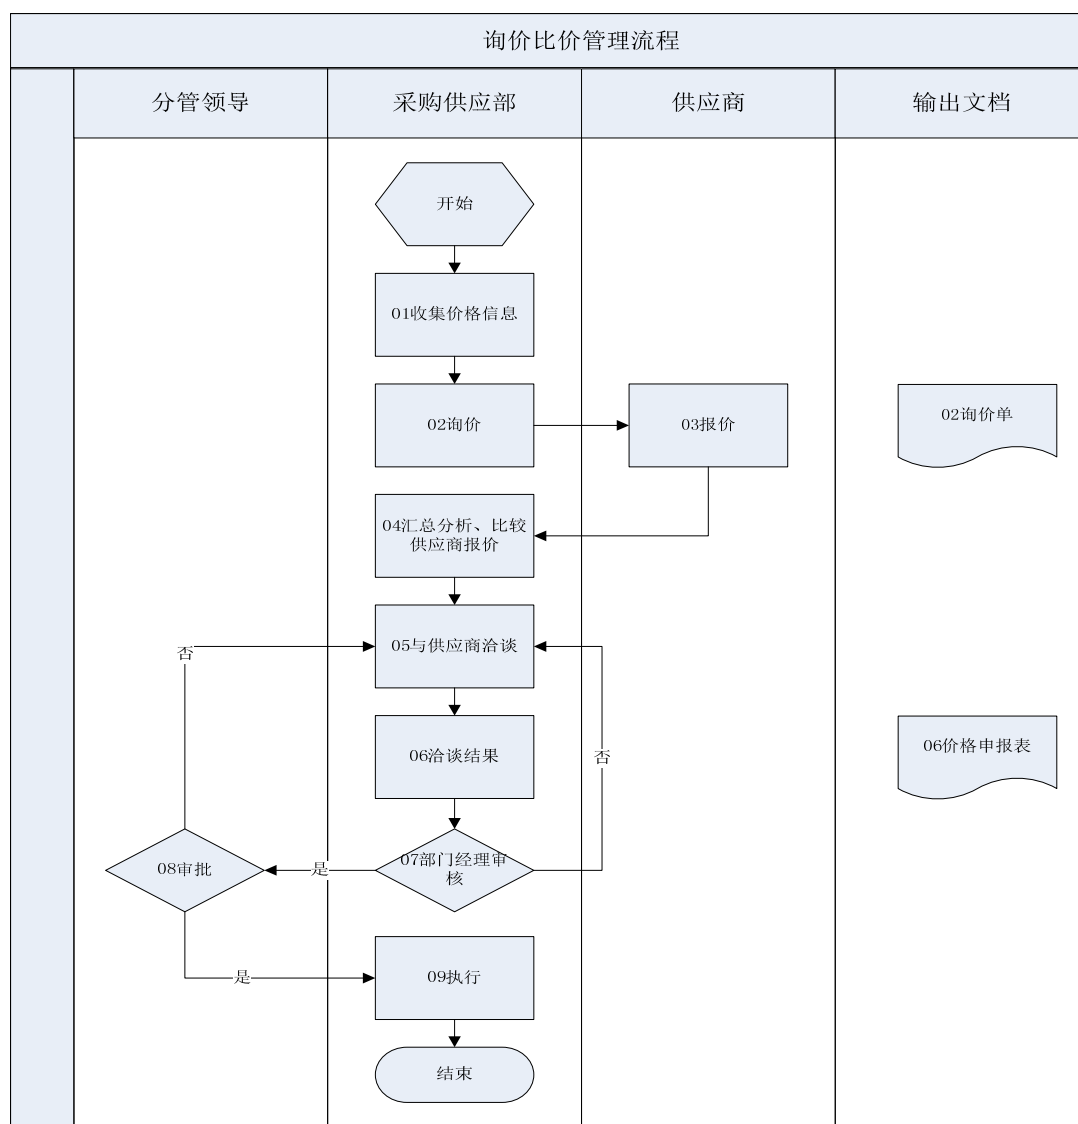 询价比价管理流程
分管领导
采购供应部
供应商
输出文档
开始
01收集价格信息
02询价
03报价
02询价单
04汇总分析、比较
供应商报价
05与供应商洽谈
否
06洽谈结果
06价格申报表
否
08审批
是
07部门经理审
核
是
09执行
结束